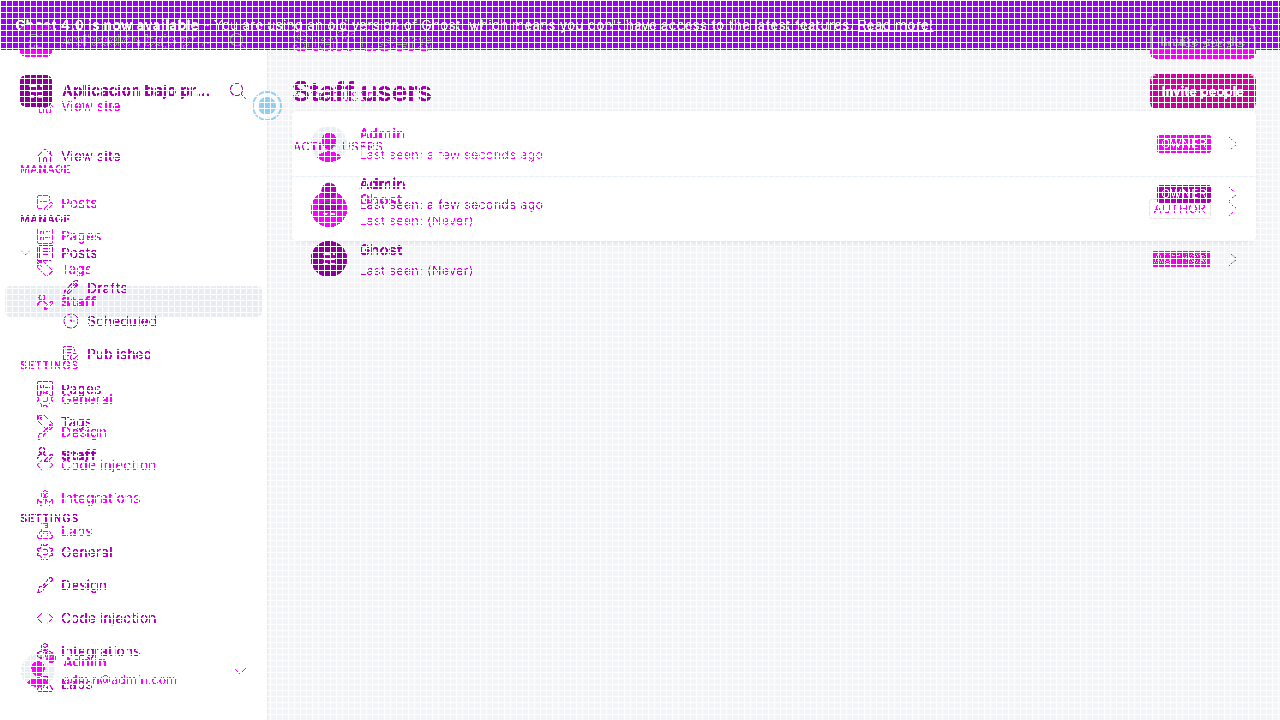 Ghost 4.0 is now available - You are using an old version of Ghost, which means you don't have access to the latest features. Read more!
Aplicacion bajo pr...
View site
View site
MANAGE
Posts
MANAGE
Pages
Posts
Tags
Drafts
Staff
Scheduled
Published
SETTINGS
Pages
General
Tags
Design
Staff
Code injection
Integrations
SETTINGS
Labs
General
Design
Code injection
Integrations
Admin
admin@admin.com
Labs
Invite people
Staff users
Invite people
ACTIVE USERS
Admin
Last seen: a few seconds ago
OWNER
Admin
Last seen: a few seconds ago
OWNER
Ghost
Last seen: (Never)
AUTHOR
Ghost
Last seen: (Never)